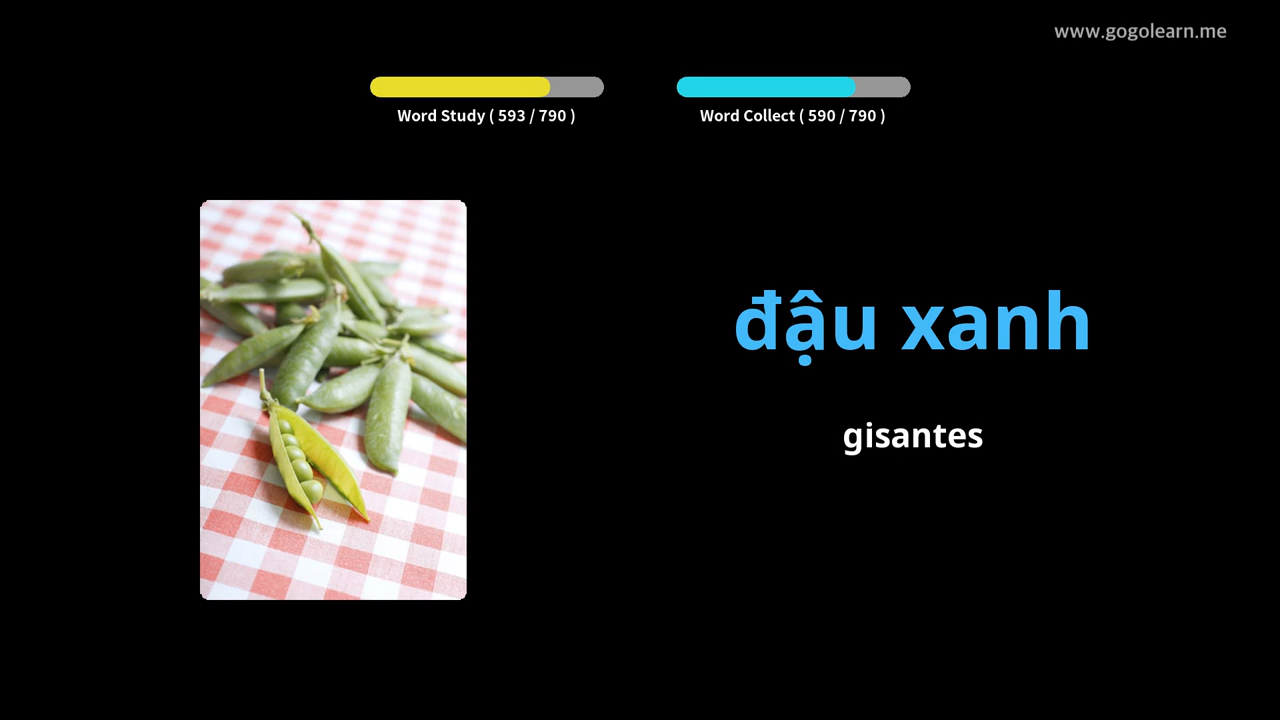 www.gogolearn.me
Word Study ( 593 / 790 )
Word Collect ( 590 / 790 )
đậu xanh
gisantes